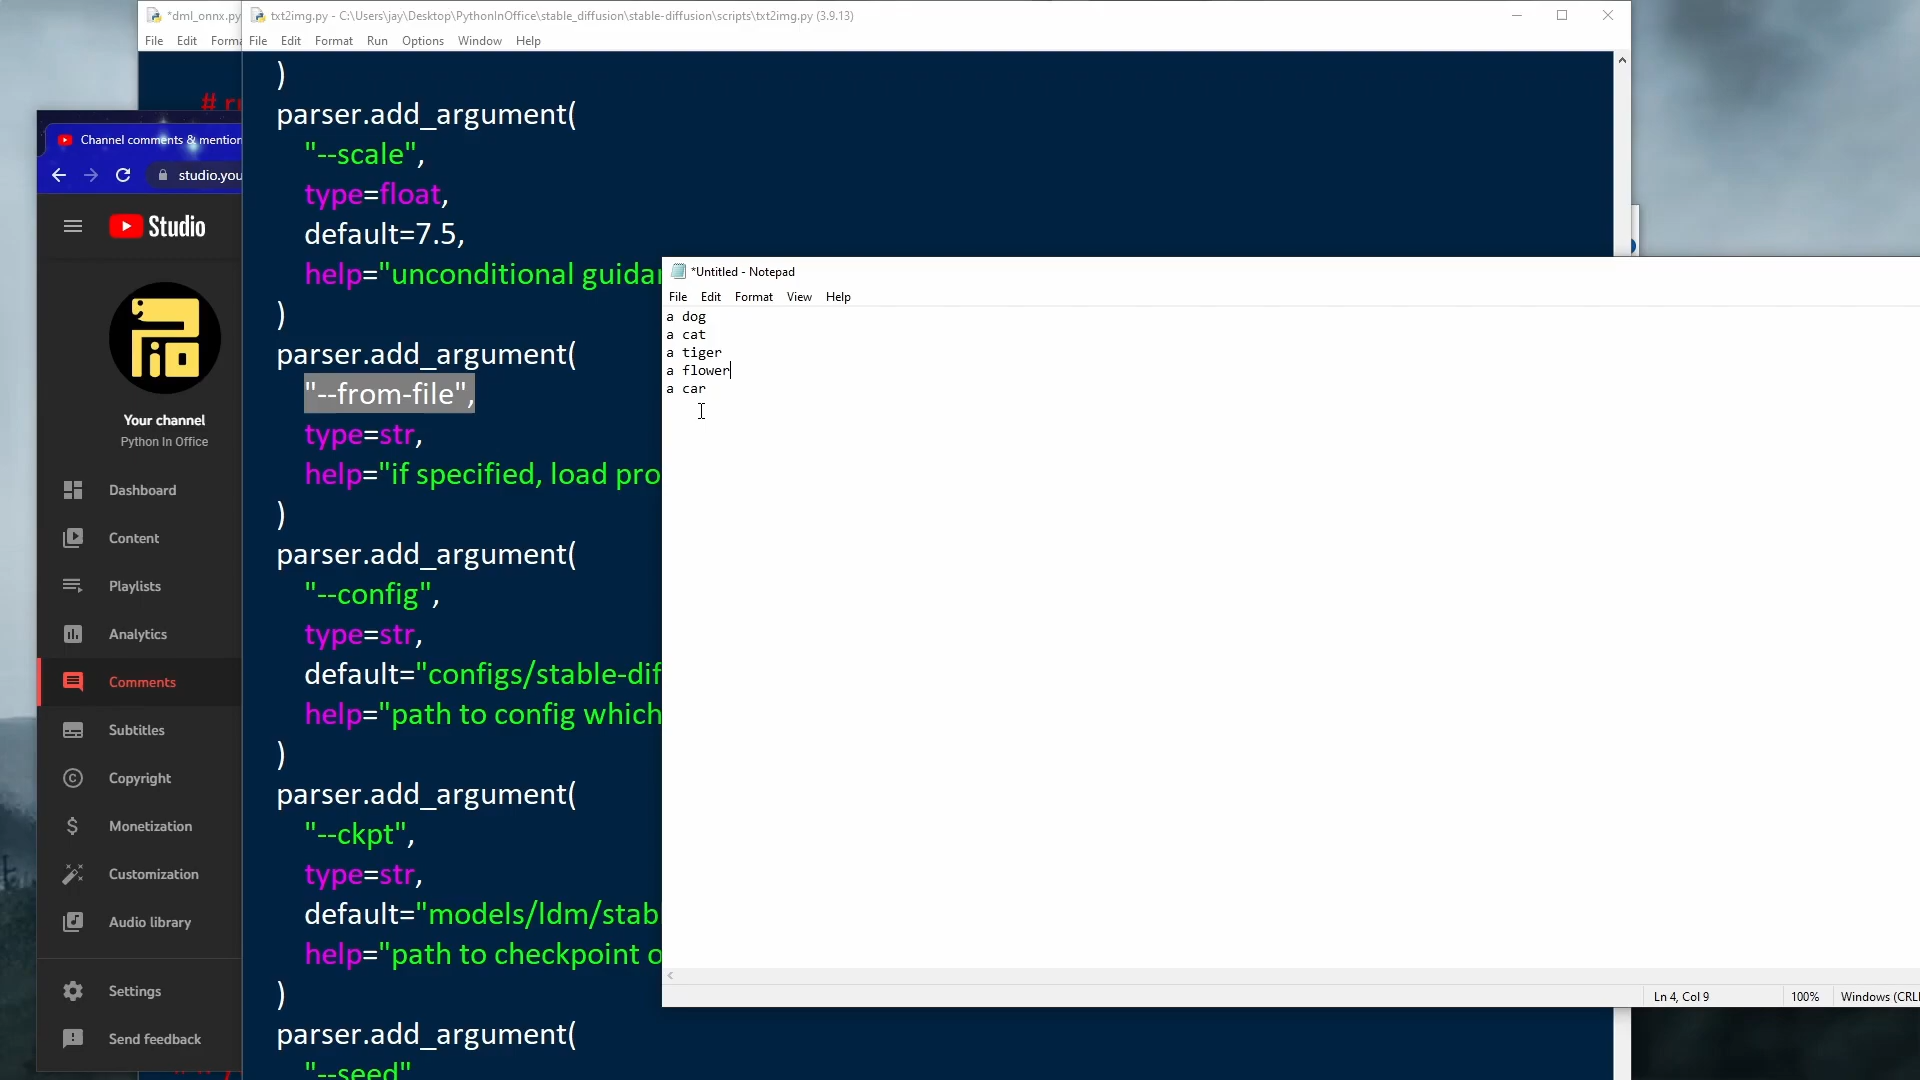 *dml_onnx.py
File Edit Forma
# r
txt2img.py - C:\Users\jay\Desktop\PythonInOffice\stable_diffusion\stable-diffusion\scripts\txt2img.py (3.9.13)
File Edit Format Run Options Window Help
)
parser.add_argument(
"--scale",
type=float,
default=7.5,
help="unconditional guidan
)
parser.add_argument(
"--from-file",
type=str,
help="if specified, load pro
)
parser.add_argument(
"--config",
type=str,
default="configs/stable-dif
help="path to config which
)
parser.add_argument(
"--ckpt",
type=str,
default="models/ldm/stab
help="path to checkpoint o
)
parser.add_argument(
"--seed"
Channel comments & mention
studio.you
Studio
Pio
Your channel
Python In Office
Dashboard
Content
Playlists
Analytics
Comments
Subtitles
Copyright
Monetization
Customization
Audio library
Settings
Send feedback
*Untitled - Notepad
File Edit Format View Help
a dog
a cat
a tiger
a flower
a car
Ln 4, Col 9
100%
Windows (CRL